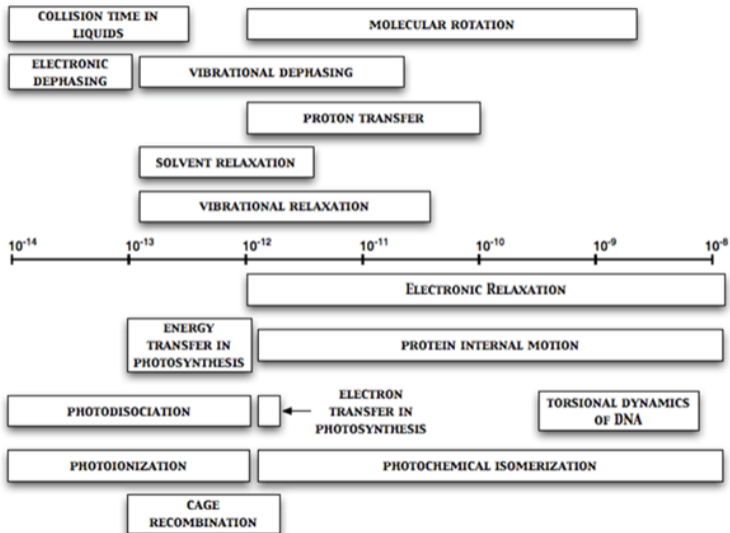 COLLISION TIME IN
LIQUIDS
MOLECULAR ROTATION
ELECTRONIC
DEPHASING
VIBRATIONAL DEPHASING
PROTON TRANSFER
SOLVENT RELAXATION
VIBRATIONAL RELAXATION
10⁻¹⁴ 10⁻¹³ 10⁻¹² 10⁻¹¹ 10⁻¹⁰ 10⁻⁹ 10⁻⁸
ELECTRONIC RELAXATION
ENERGY
TRANSFER IN
PHOTOSYNTHESIS
PROTEIN INTERNAL MOTION
PHOTODISOCIATION
ELECTRON
TRANSFER IN
PHOTOSYNTHESIS
TORSIONAL DYNAMICS
OF DNA
PHOTOIONIZATION
PHOTOCHEMICAL ISOMERIZATION
CAGE
RECOMBINATION